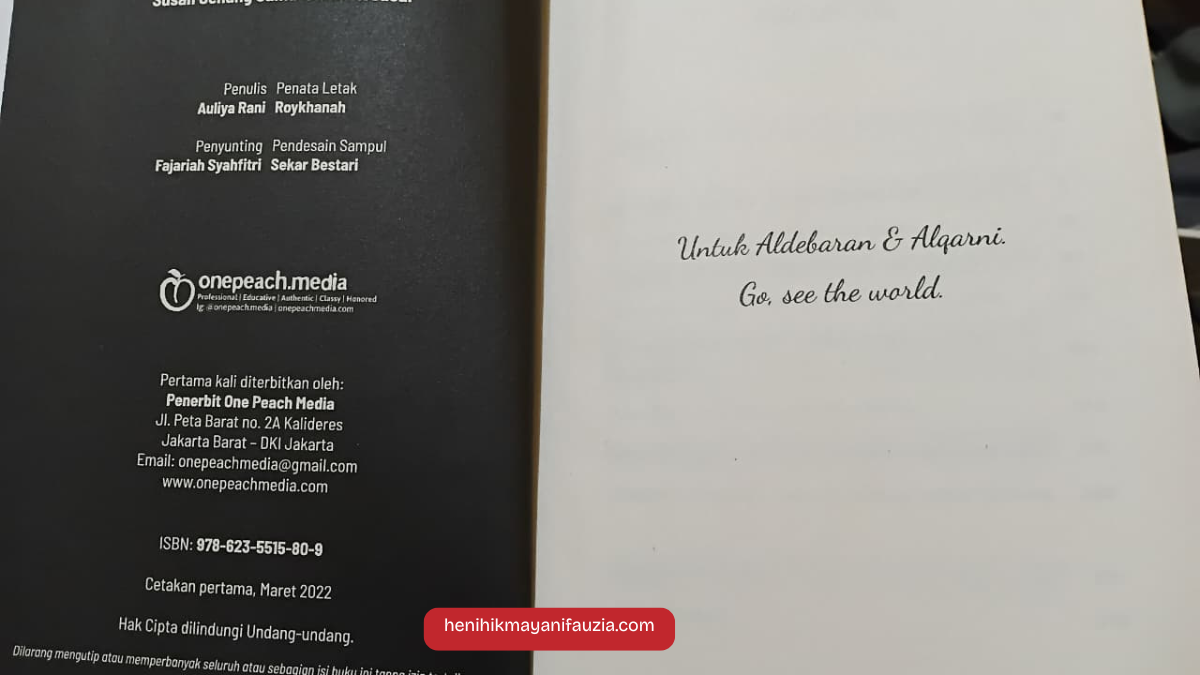 Susan Senang
Penulis Penata Letak
Auliya Rani Roykhanah
Penyunting Pendesain Sampul
Fajariah Syahfitri Sekar Bestari
onepeach.media
Professional | Educative | Authentic | Classy | Honored
Ig: @onepeach.media | onepeachmedia.com
Pertama kali diterbitkan oleh:
Penerbit One Peach Media
Jl. Peta Barat no. 2A Kalideres
Jakarta Barat – DKI Jakarta
Email: onepeachmedia@gmail.com
www.onepeachmedia.com
ISBN: 978-623-5515-80-9
Cetakan pertama, Maret 2022
Hak Cipta dilindungi Undang-undang.
Dilarang mengutip atau memperbanyak seluruh atau sebagian isi buku ini tanpa izin
Untuk Aldebaran & Alqarni.
Go, see the world.
henihikmayanifauzia.com